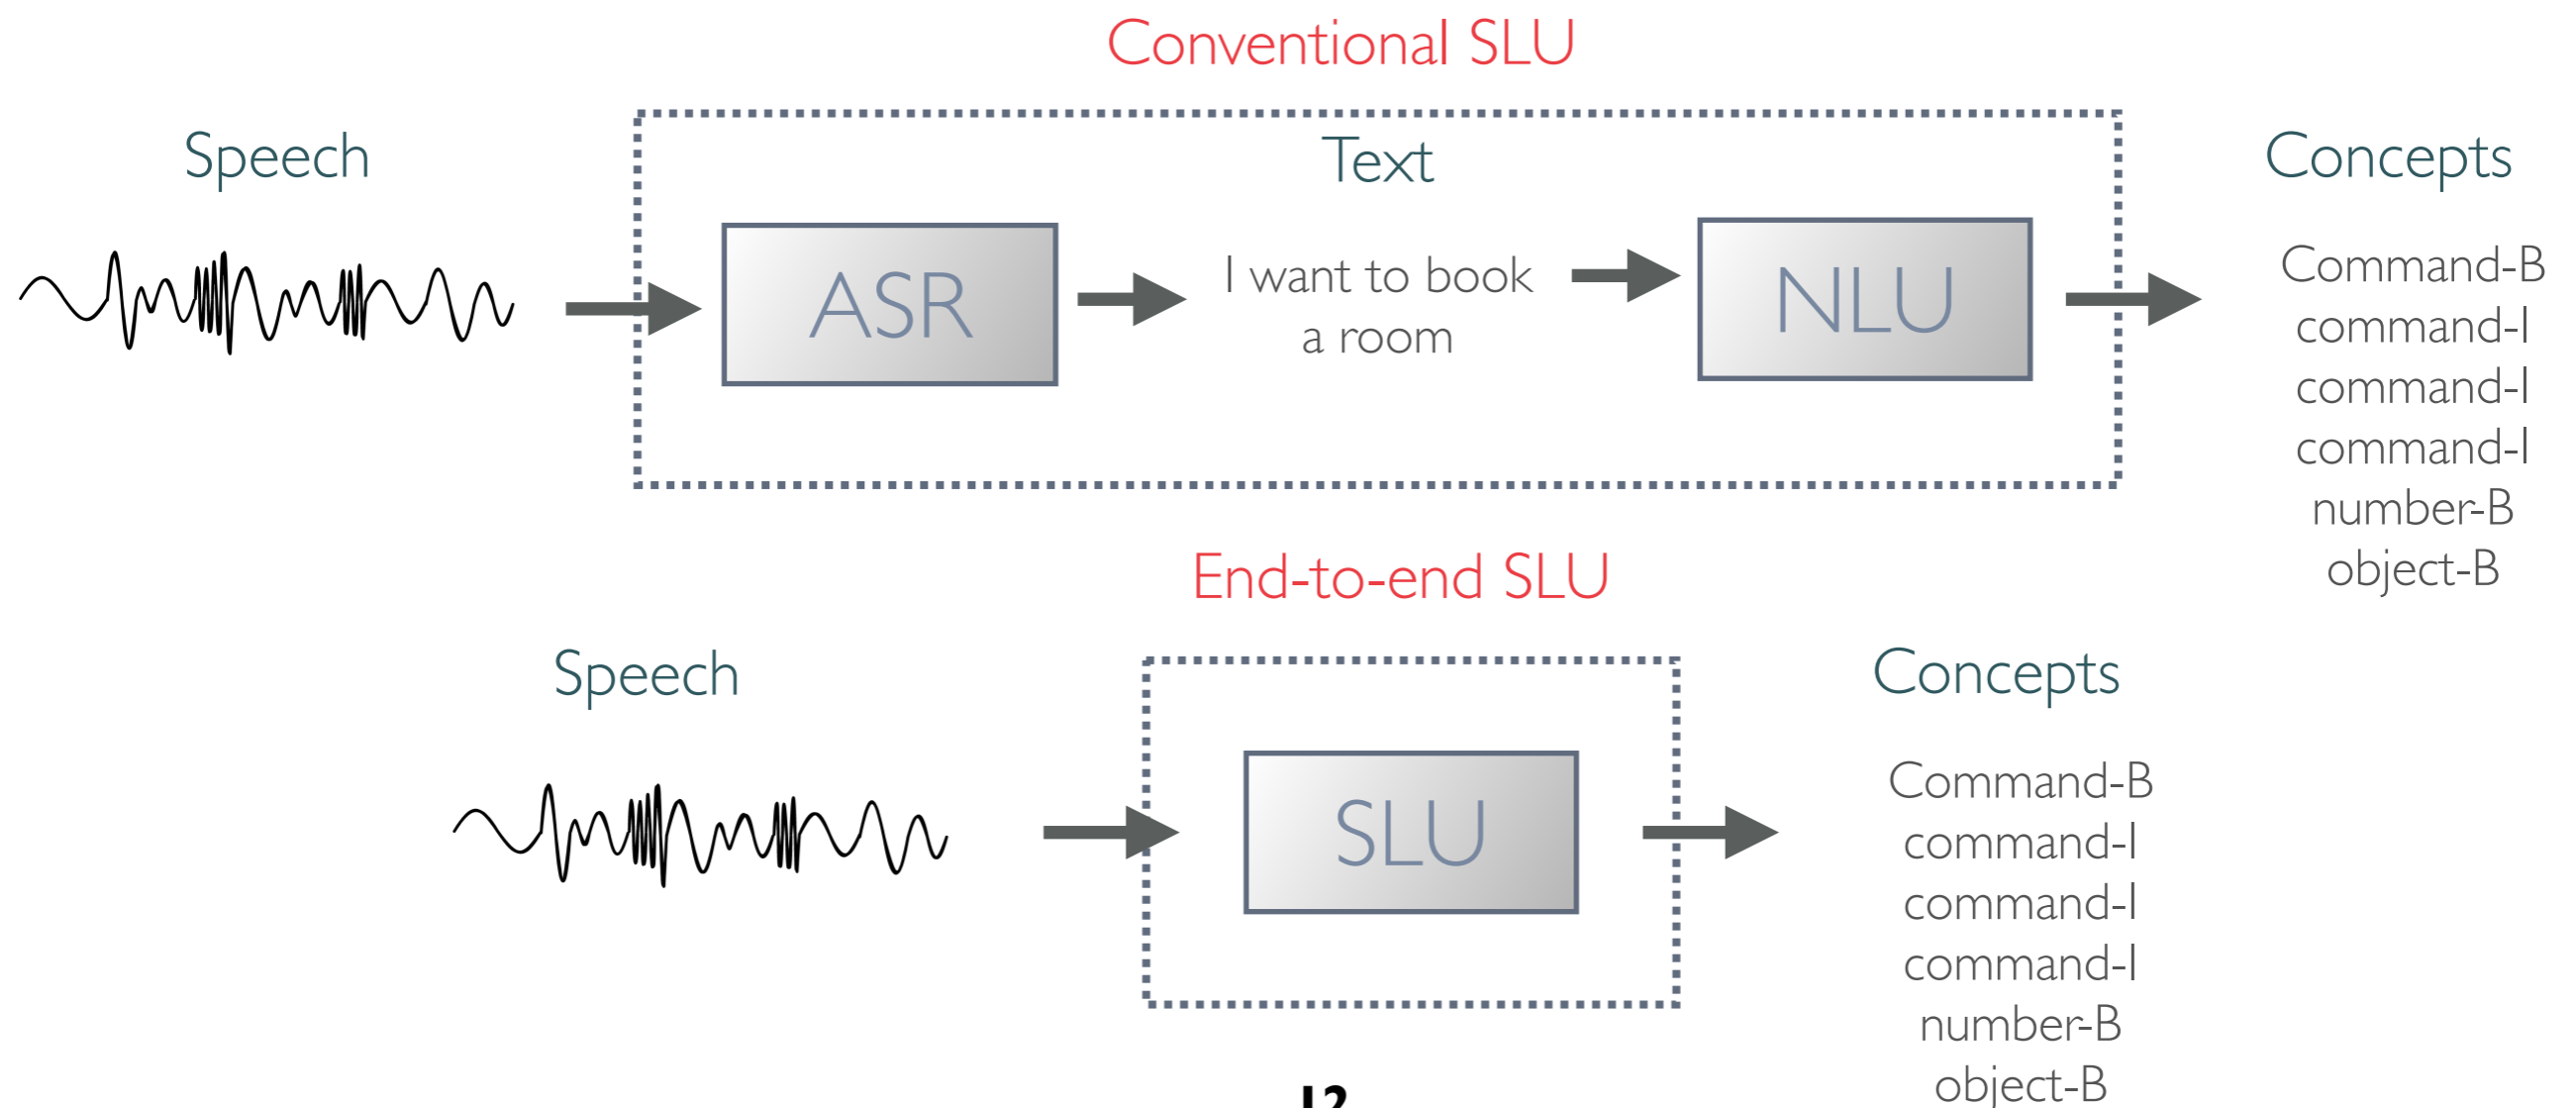 Conventional SLU
Speech
Text
Concepts
ASR
I want to book
a room
NLU
Command-B
command-I
command-I
command-I
number-B
object-B
End-to-end SLU
Speech
Concepts
SLU
Command-B
command-I
command-I
command-I
number-B
object-B
12